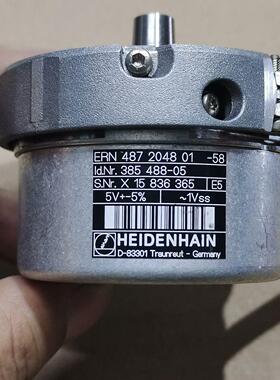 ERN 487 2048 01 -58
Id.Nr. 385 488-05
S.Nr. X 15 836 365 E5
5V+-5% ~1Vss
HEIDENHAIN
D-83301 Traunreut - Germany